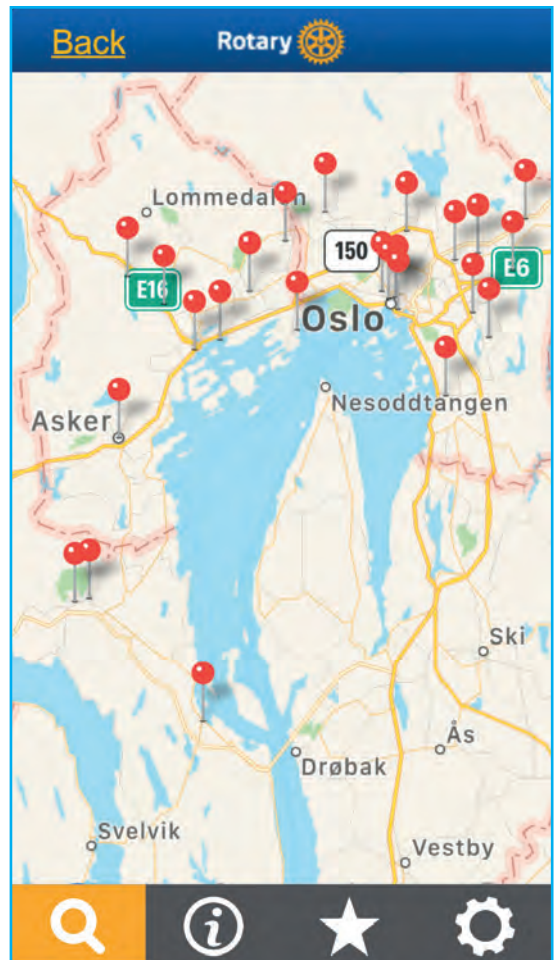 Back Rotary
Lommedalen
150
E16
E6
Oslo
Nesoddtangen
Asker
Ski
Ås
Drøbak
Svelvik
Vestby